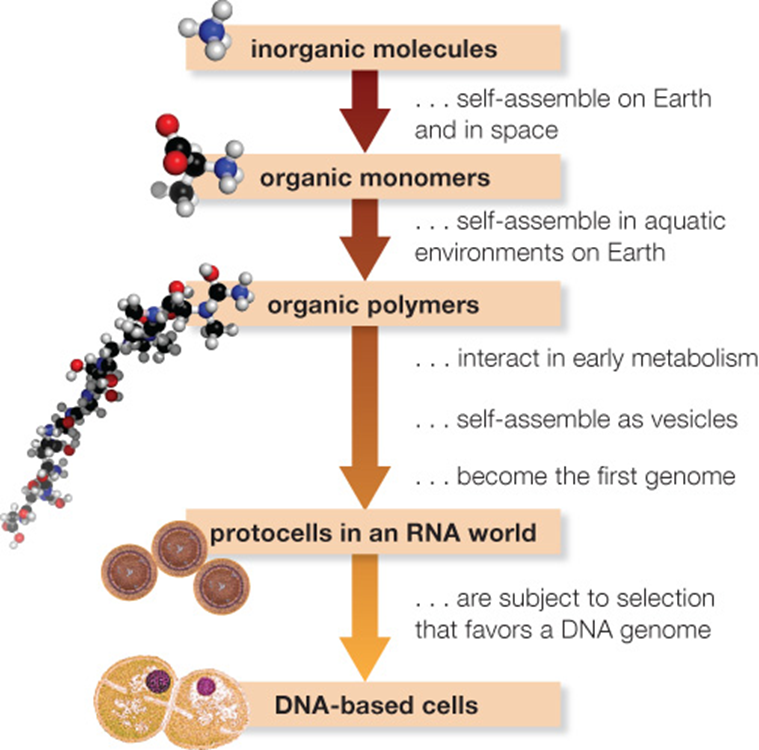 inorganic molecules
. . . self-assemble on Earth
and in space
organic monomers
. . . self-assemble in aquatic
environments on Earth
organic polymers
. . . interact in early metabolism
. . . self-assemble as vesicles
. . . become the first genome
protocells in an RNA world
. . . are subject to selection
that favors a DNA genome
DNA-based cells